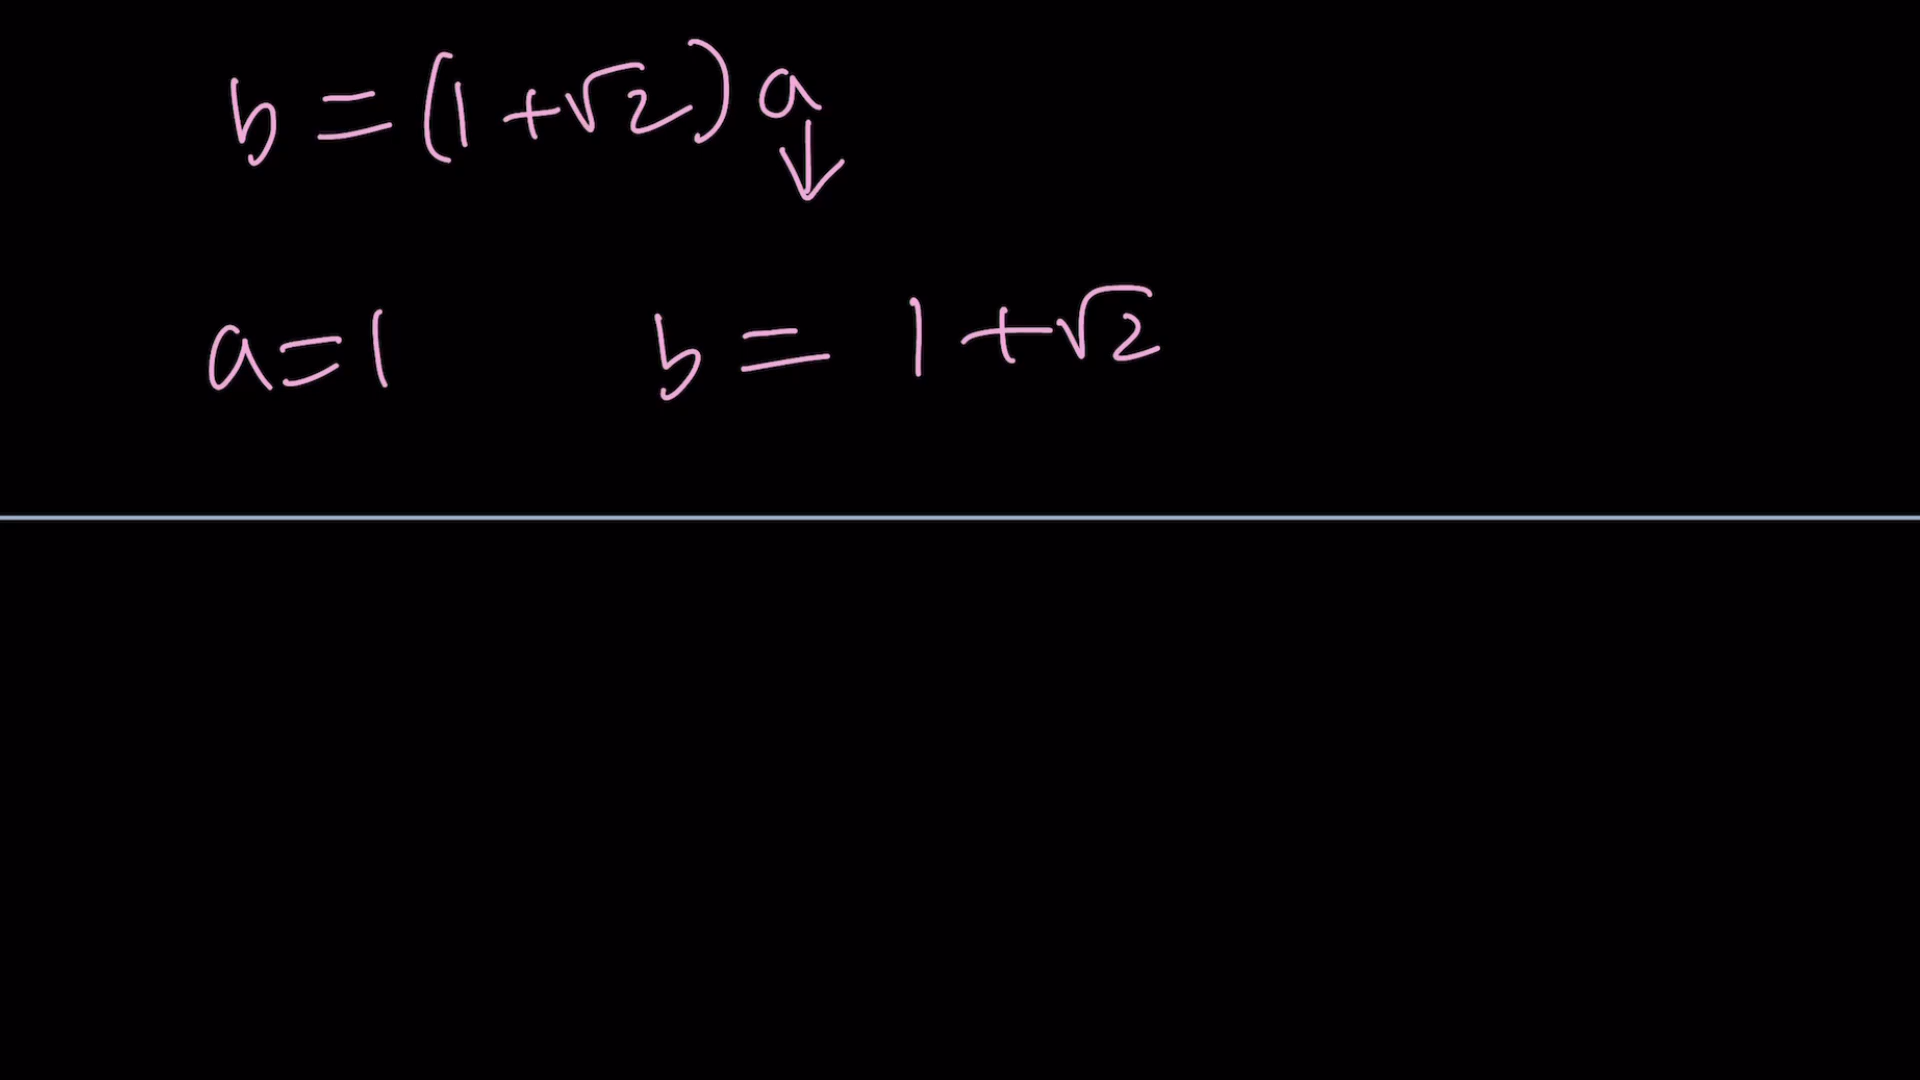 b = (1+√2) a
↓
a=1 b = 1+√2